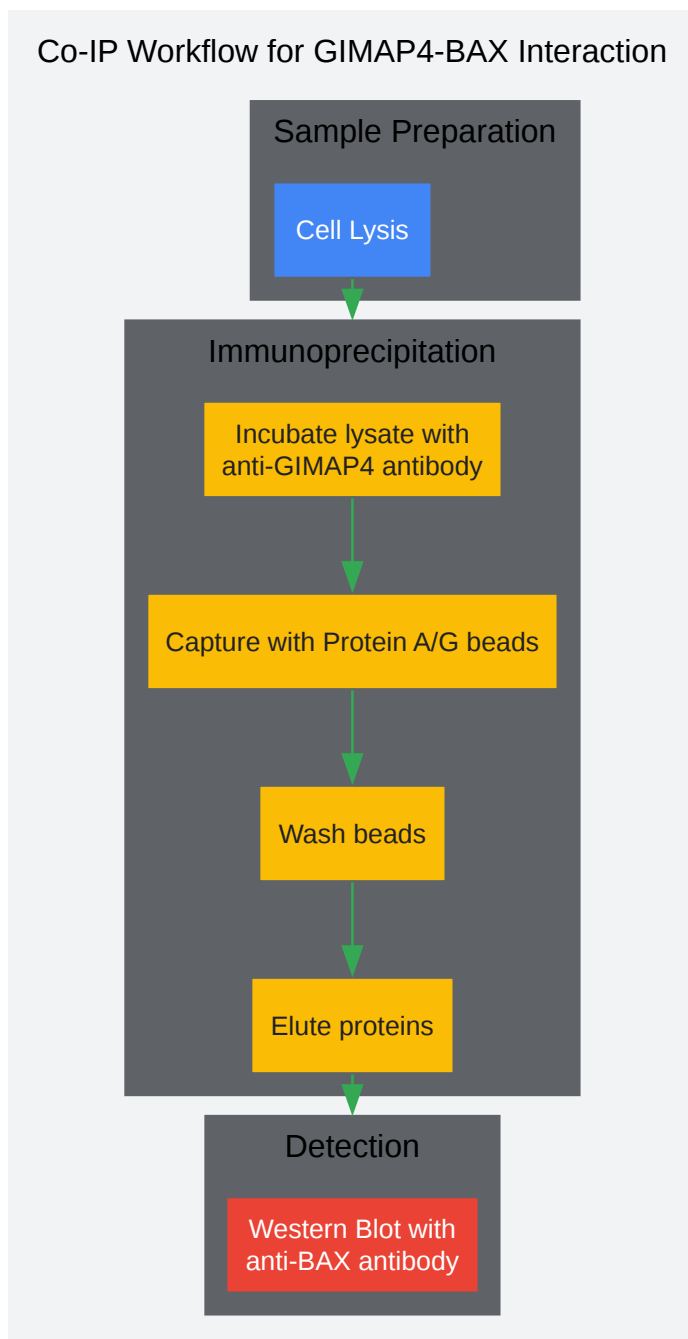 Co-IP Workflow for GIMAP4-BAX Interaction
Sample Preparation
Cell Lysis
Immunoprecipitation
Incubate lysate with
anti-GIMAP4 antibody
Capture with Protein A/G beads
Wash beads
Elute proteins
Detection
Western Blot with
anti-BAX antibody